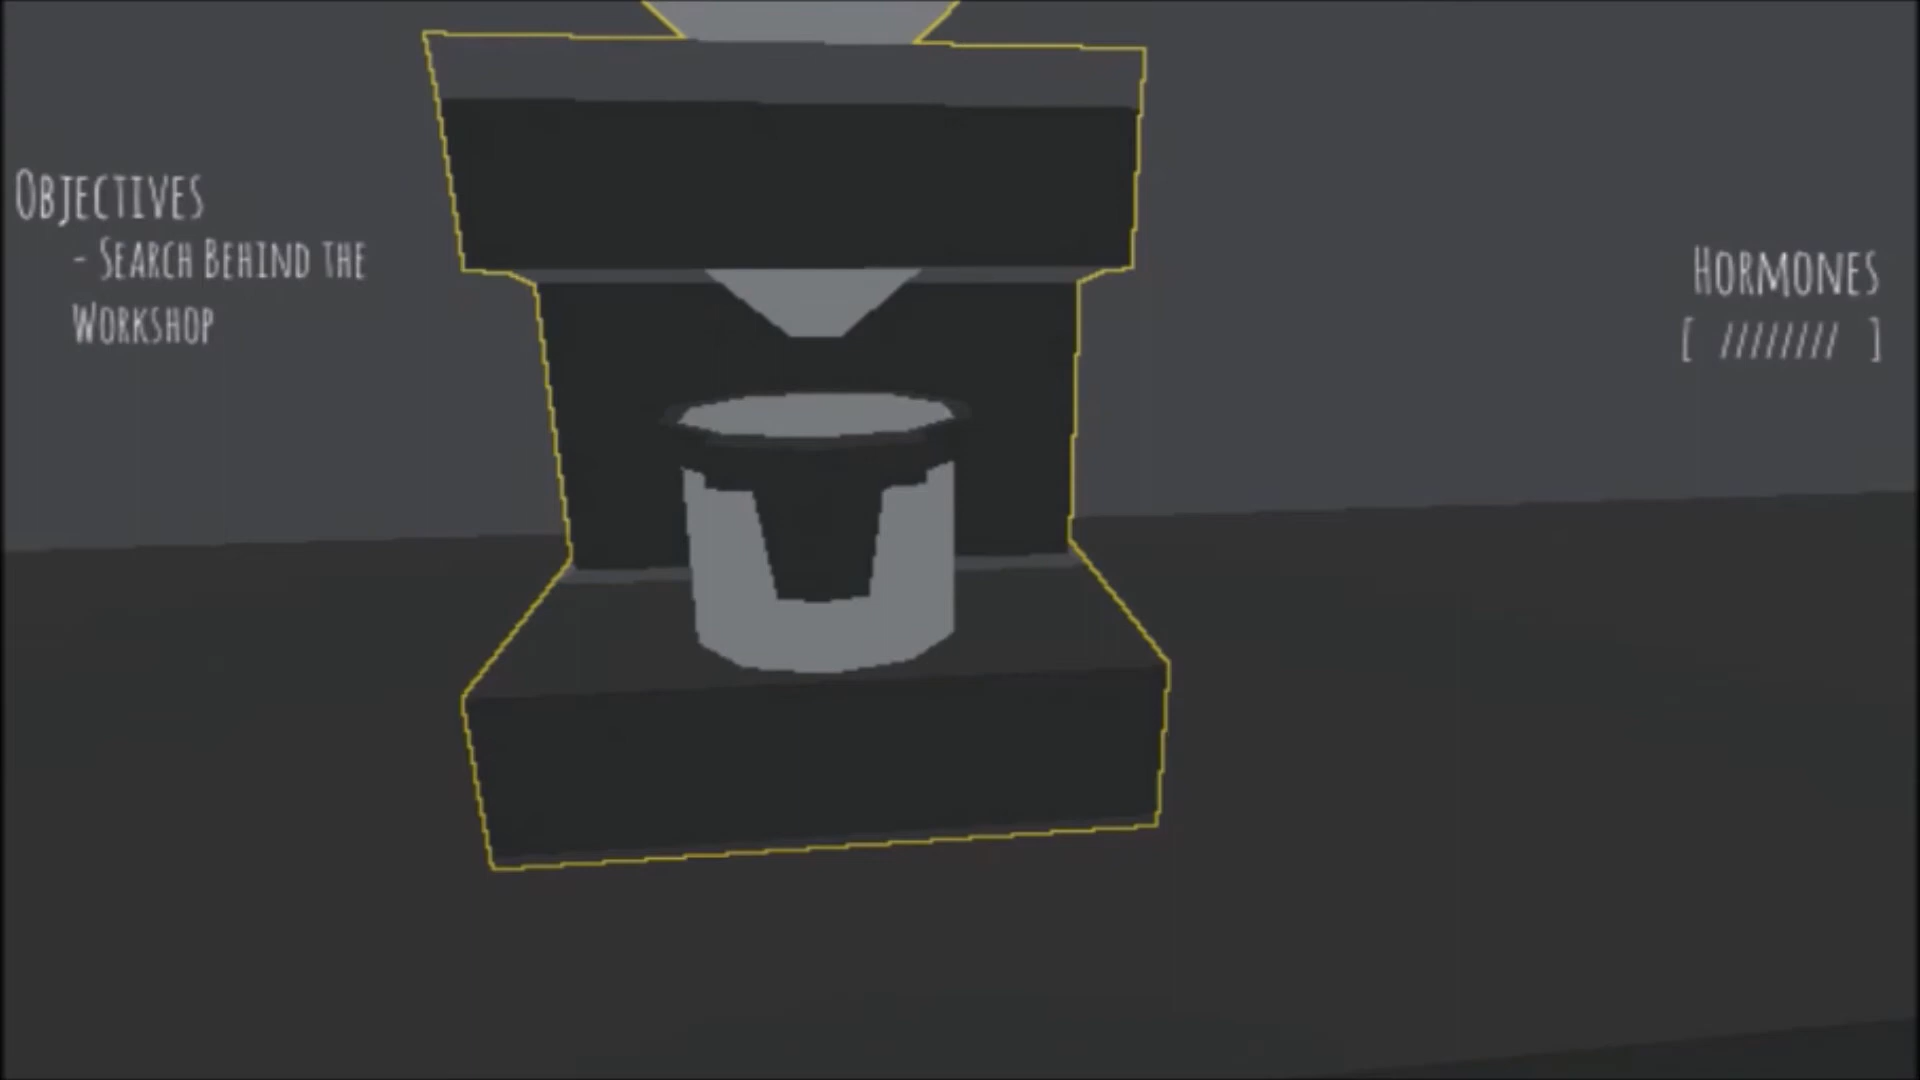 Objectives
- Search Behind the
Workshop
Hormones
[ //////// ]